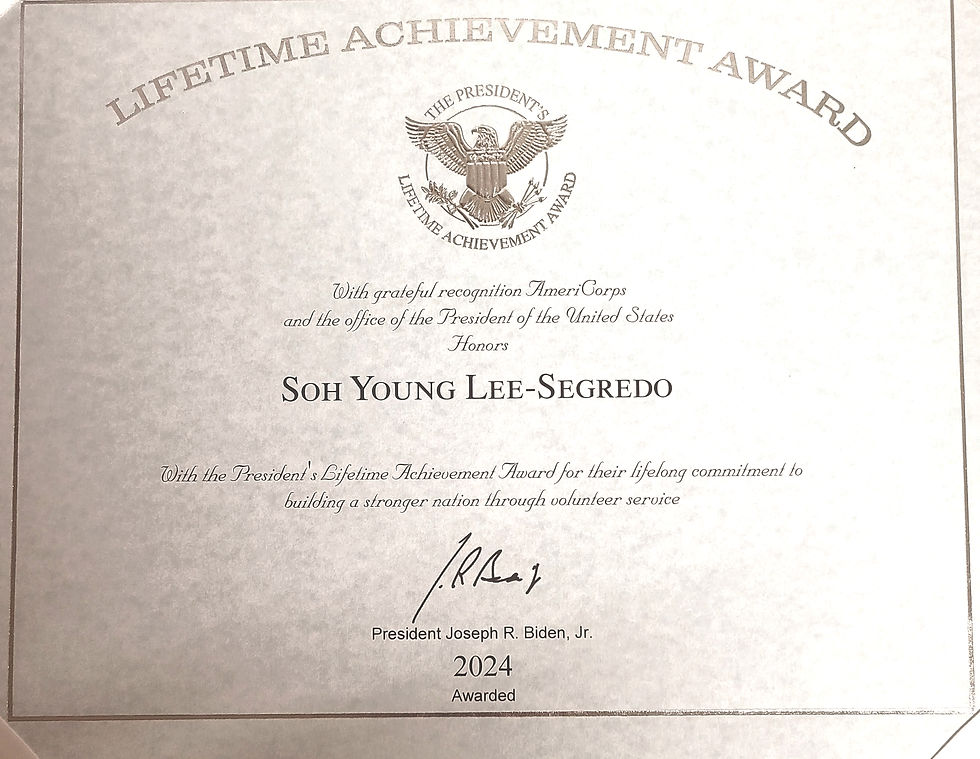 LIFETIME ACHIEVEMENT AWARD
THE PRESIDENT'S
LIFETIME ACHIEVEMENT AWARD
With grateful recognition AmeriCorps
and the office of the President of the United States
Honors
SOH YOUNG LEE-SEGREDO
With the President's Lifetime Achievement Award for their lifelong commitment to
building a stronger nation through volunteer service
President Joseph R. Biden, Jr.
2024
Awarded